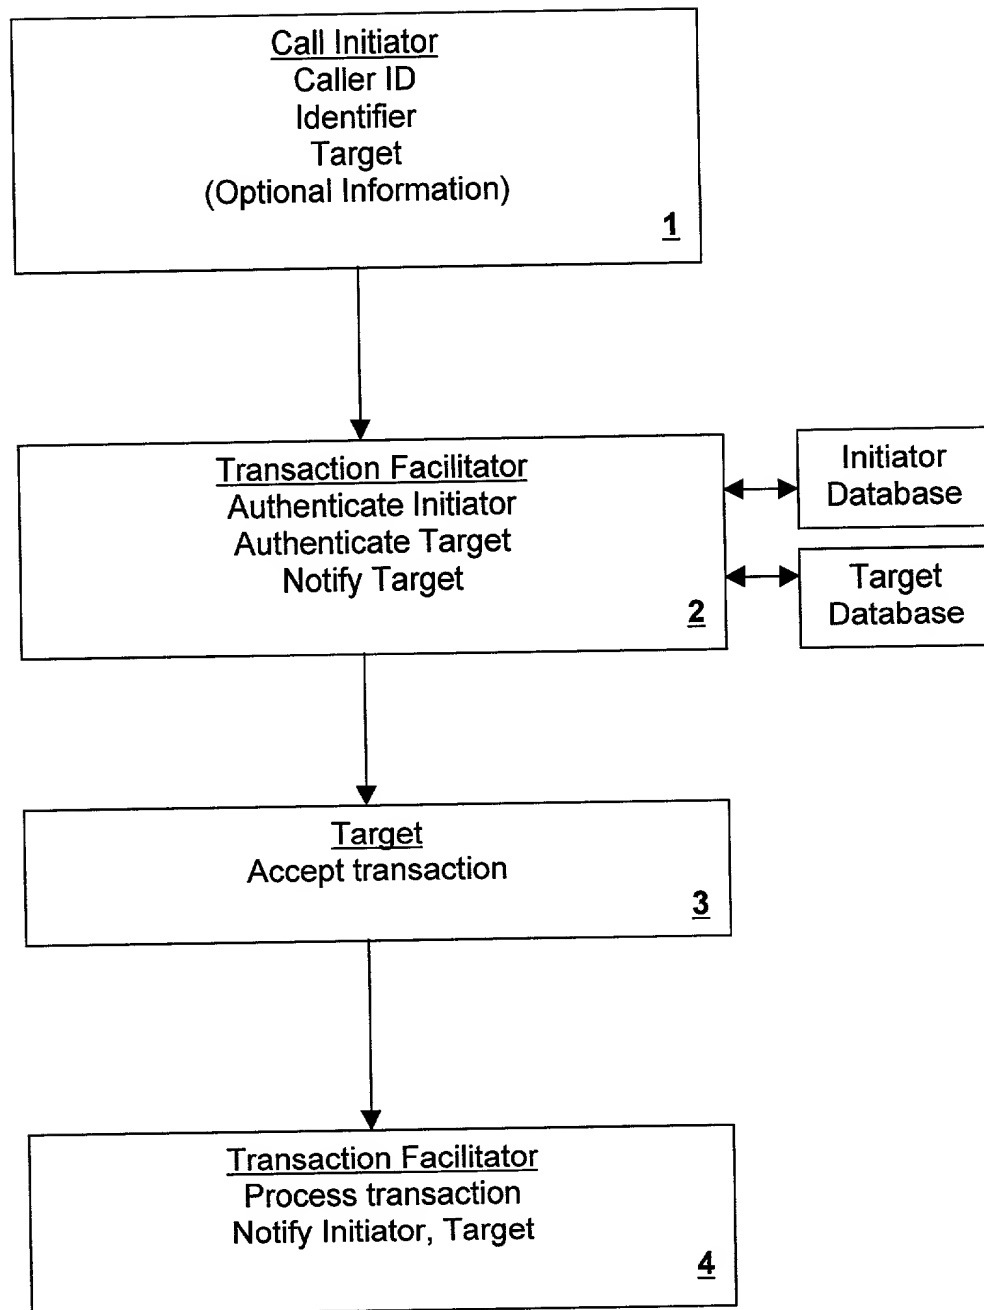 Call Initiator
Caller ID
Identifier
Target
(Optional Information)
1
Transaction Facilitator
Authenticate Initiator
Authenticate Target
Notify Target
2
Initiator
Database
Target
Database
Target
Accept transaction
3
Transaction Facilitator
Process transaction
Notify Initiator, Target
4